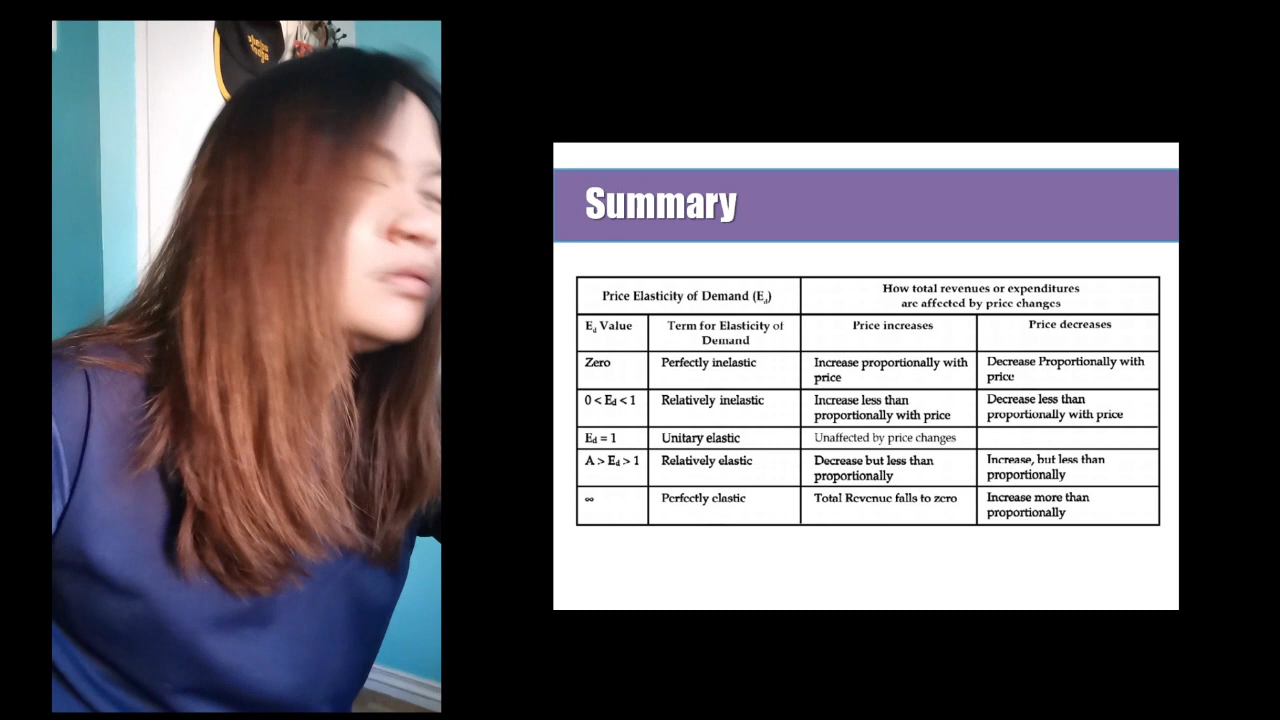 Summary
Price Elasticity of Demand (Ed)
How total revenues or expenditures
are affected by price changes
Ed Value
Term for Elasticity of
Demand
Price increases
Price decreases
Zero
Perfectly inelastic
Increase proportionally with
price
Decrease Proportionally with
price
0 < Ed < 1
Relatively inelastic
Increase less than
proportionally with price
Decrease less than
proportionally with price
Ed = 1
Unitary elastic
Unaffected by price changes
A > Ed > 1
Relatively elastic
Decrease but less than
proportionally
Increase, but less than
proportionally
∞
Perfectly elastic
Total Revenue falls to zero
Increase more than
proportionally